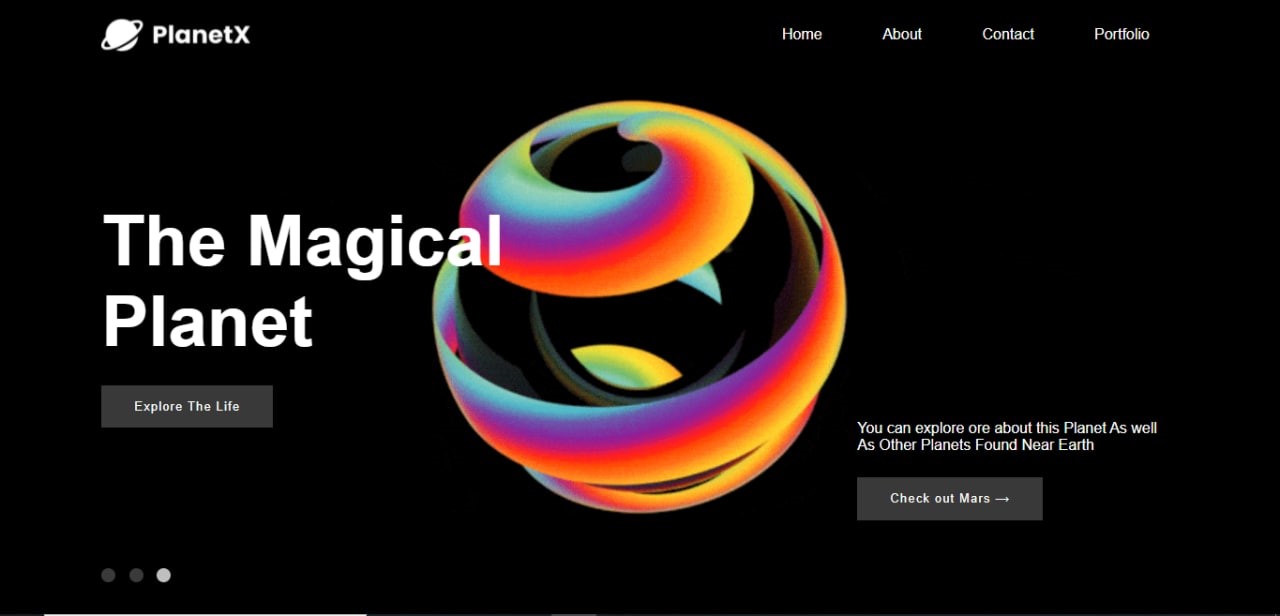 PlanetX
Home About Contact Portfolio
The Magical
Planet
Explore The Life
You can explore ore about this Planet As well
As Other Planets Found Near Earth
Check out Mars →